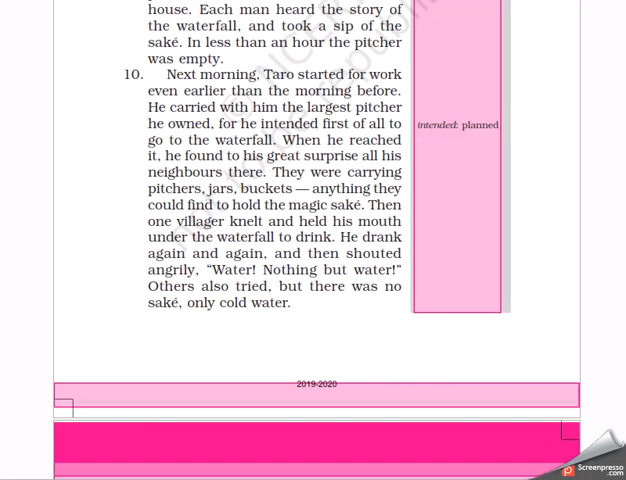 house. Each man heard the story of
the waterfall, and took a sip of the
saké. In less than an hour the pitcher
was empty.
10. Next morning, Taro started for work
even earlier than the morning before.
He carried with him the largest pitcher
he owned, for he intended first of all to
go to the waterfall. When he reached
it, he found to his great surprise all his
neighbours there. They were carrying
pitchers, jars, buckets — anything they
could find to hold the magic saké. Then
one villager knelt and held his mouth
under the waterfall to drink. He drank
again and again, and then shouted
angrily, “Water! Nothing but water!”
Others also tried, but there was no
saké, only cold water.
intended: planned
© NCERT
not to be republi
2019-2020
Screenpresso
.com